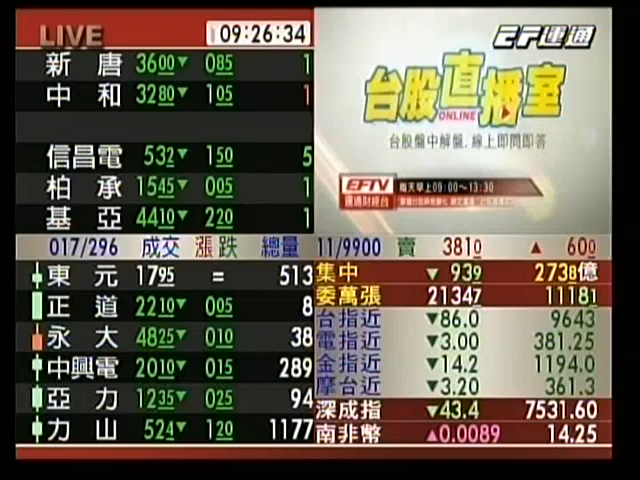 LIVE 09:26:34
新唐 3600▼ 085 1
中和 3280▼ 105 1
信昌電 532▼ 150 5
柏承 1545▼ 005 1
基亞 4410▼ 220 1
運通
台股直播室
ONLINE
台股盤中解盤.線上即問即答
EFTV 每天早上09:00~13:30
運通財經台
017/296 成交 漲跌 總量 11/9900 賣 3810 ▲ 600
東元 1795 = 513
正道 2210▼ 005 8
永大 4825▼ 010 38
中興電 2010▼ 015 289
亞力 1235▼ 025 94
力山 524▼ 120 1177
集中 ▼ 939 2738億
委萬張 21347 11181
台指近 ▼86.0 9643
電指近 ▼3.00 381.25
金指近 ▼14.2 1194.0
摩台近 ▼3.20 361.3
深成指 ▼43.4 7531.60
南非幣 ▲0.0089 14.25